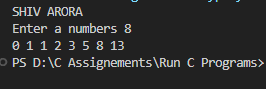 SHIV ARORA
Enter a numbers 8
0 1 1 2 3 5 8 13
PS D:\C Assignements\Run C Programs>